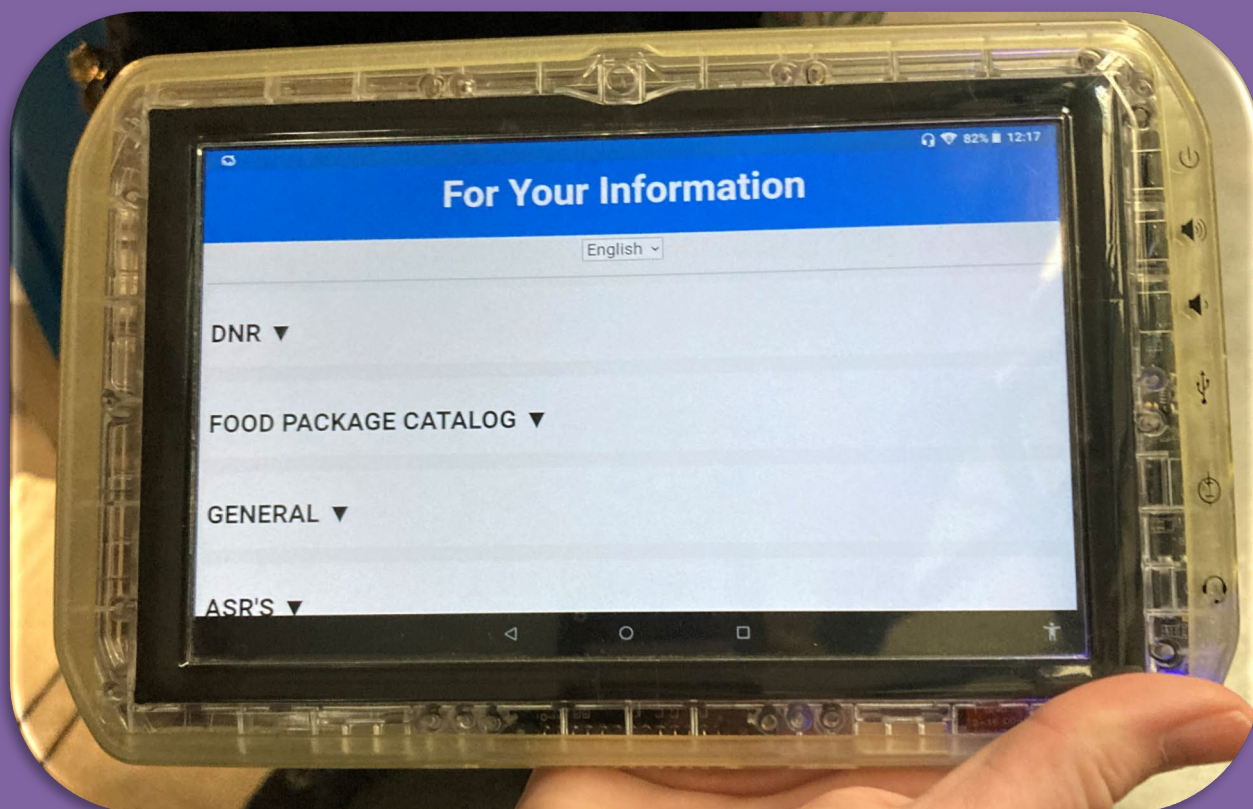 82% 12:17
For Your Information
English
DNR ▼
FOOD PACKAGE CATALOG ▼
GENERAL ▼
ASR'S ▼